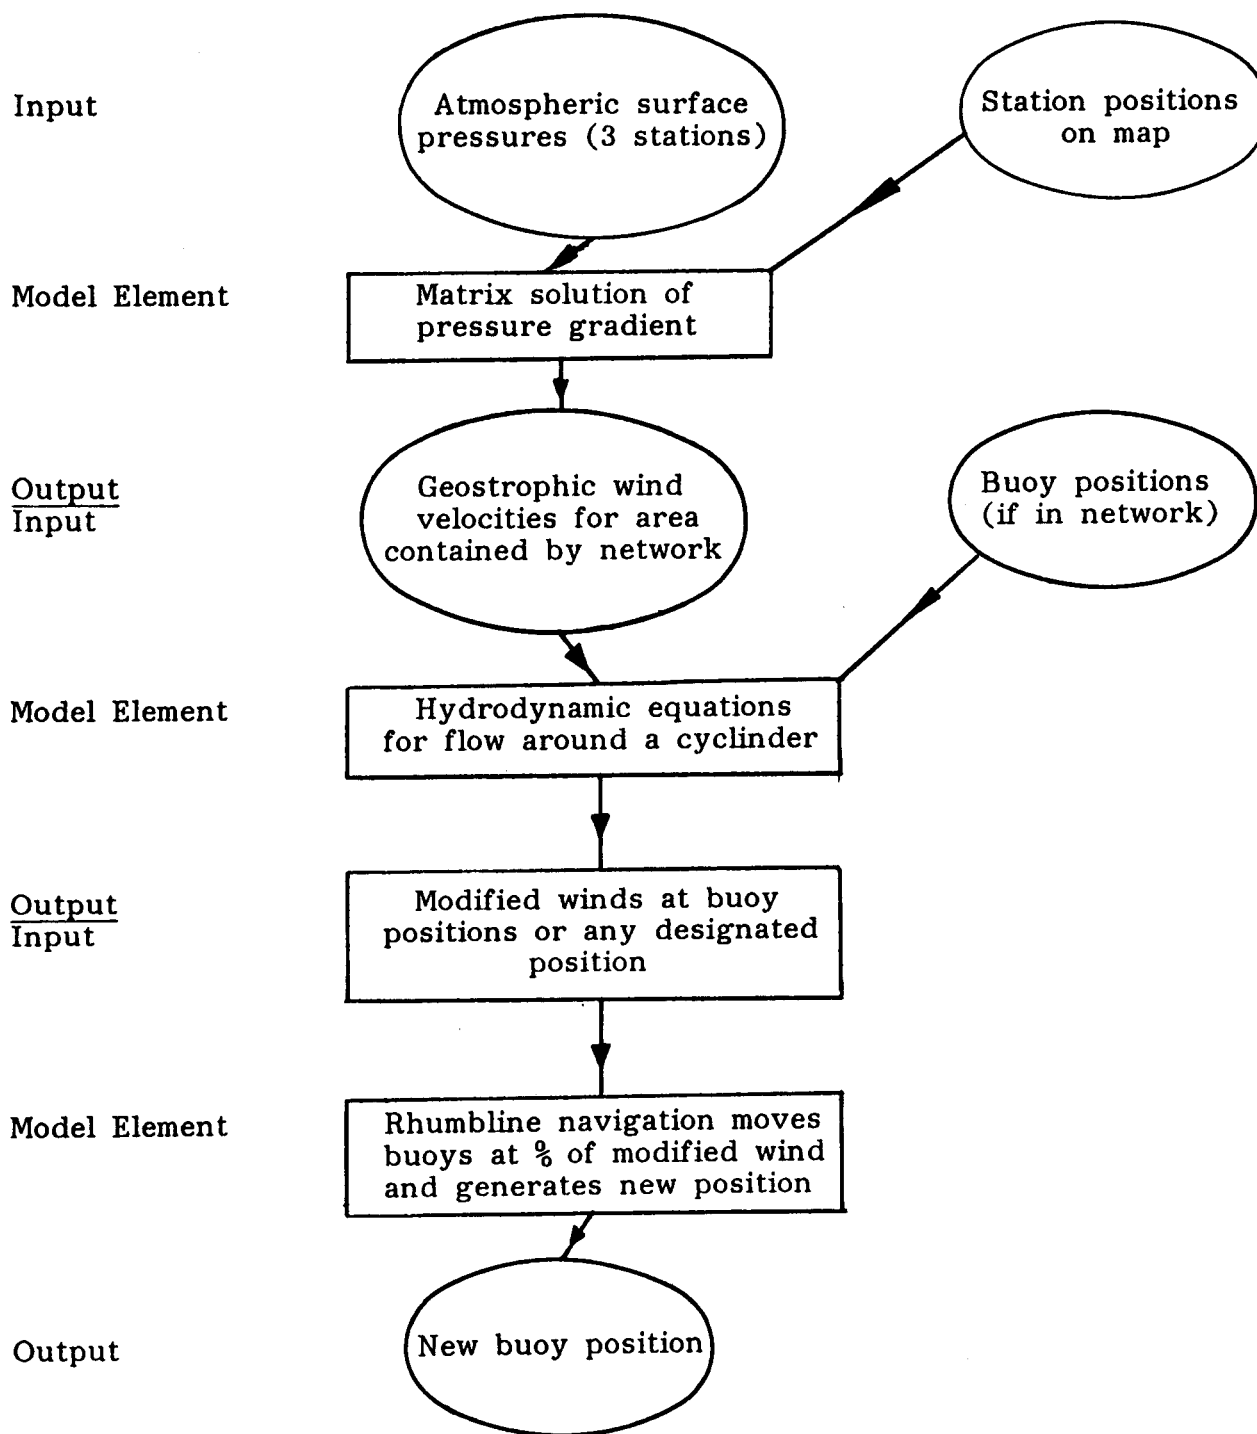 Input
Atmospheric surface
pressures (3 stations)
Station positions
on map
Model Element
Matrix solution of
pressure gradient
Output
Input
Geostrophic wind
velocities for area
contained by network
Buoy positions
(if in network)
Model Element
Hydrodynamic equations
for flow around a cyclinder
Output
Input
Modified winds at buoy
positions or any designated
position
Model Element
Rhumbline navigation moves
buoys at % of modified wind
and generates new position
Output
New buoy position